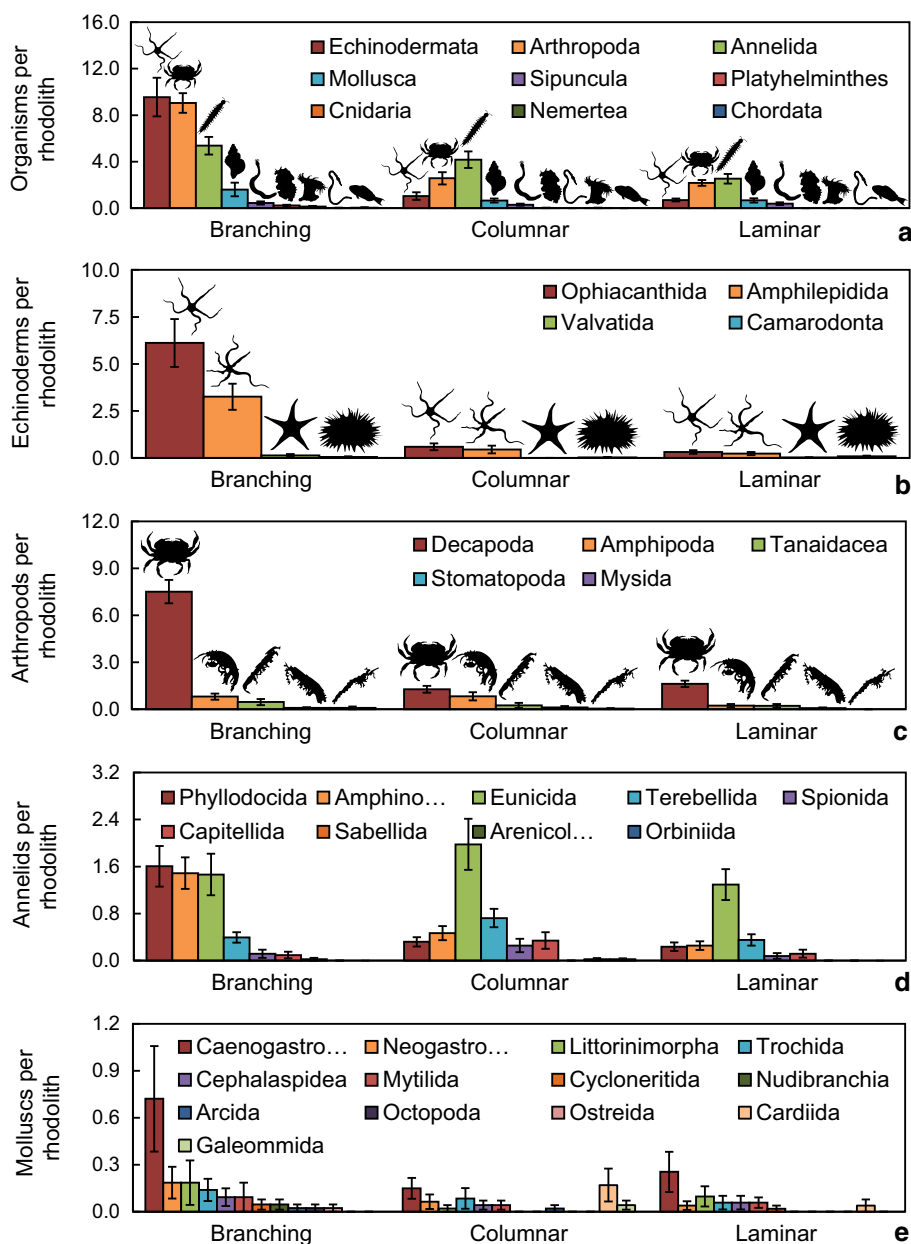 Organisms per
rhodolith
16.0
12.0
8.0
4.0
0.0
Echinodermata Arthropoda Annelida
Mollusca Sipuncula Platyhelminthes
Cnidaria Nemertea Chordata
Branching Columnar Laminar
a
Echinoderms per
rhodolith
10.0
7.5
5.0
2.5
0.0
Ophiacanthida Amphilepidida
Valvatida Camarodonta
Branching Columnar Laminar
b
Arthropods per
rhodolith
12.0
9.0
6.0
3.0
0.0
Decapoda Amphipoda Tanaidacea
Stomatopoda Mysida
Branching Columnar Laminar
c
Annelids per
rhodolith
3.2
2.4
1.6
0.8
0.0
Phyllodocida Amphino… Eunicida Terebellida Spionida
Capitellida Sabellida Arenicol… Orbiniida
Branching Columnar Laminar
d
Molluscs per
rhodolith
1.2
0.9
0.6
0.3
0.0
Caenogastro… Neogastro… Littorinimorpha Trochida
Cephalaspidea Mytilida Cycloneritida Nudibranchia
Arcida Octopoda Ostreida Cardiida
Galeommida
Branching Columnar Laminar
e